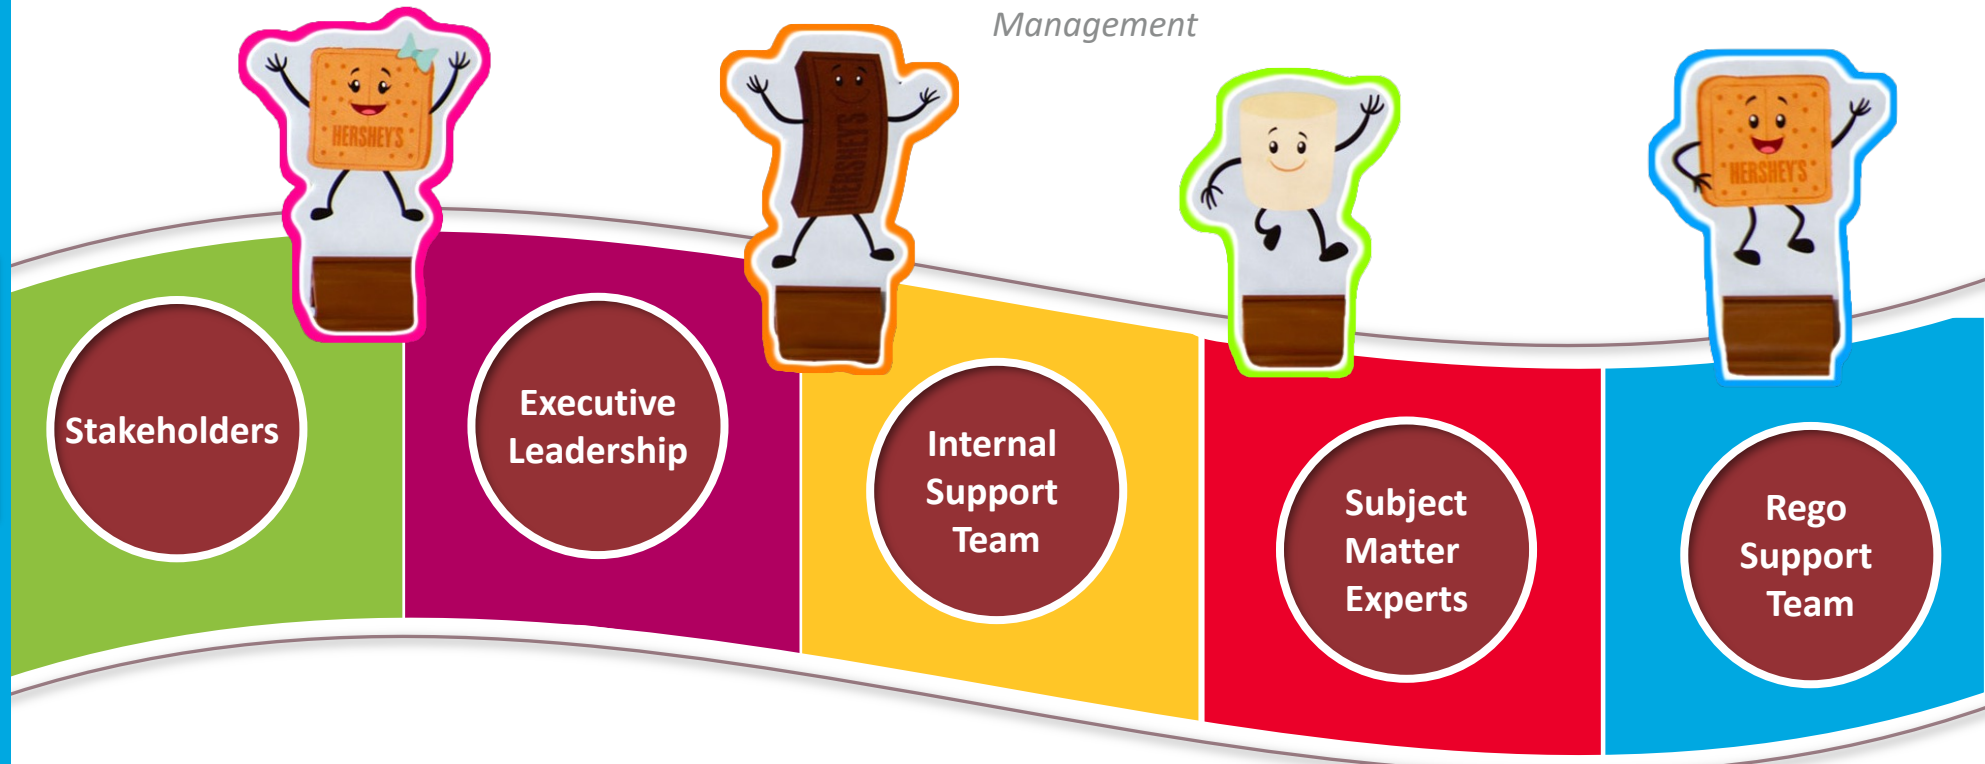 Management
HERSHEY'S
HERSHEY'S
HERSHEY'S
Stakeholders
Executive
Leadership
Internal
Support
Team
Subject
Matter
Experts
Rego
Support
Team